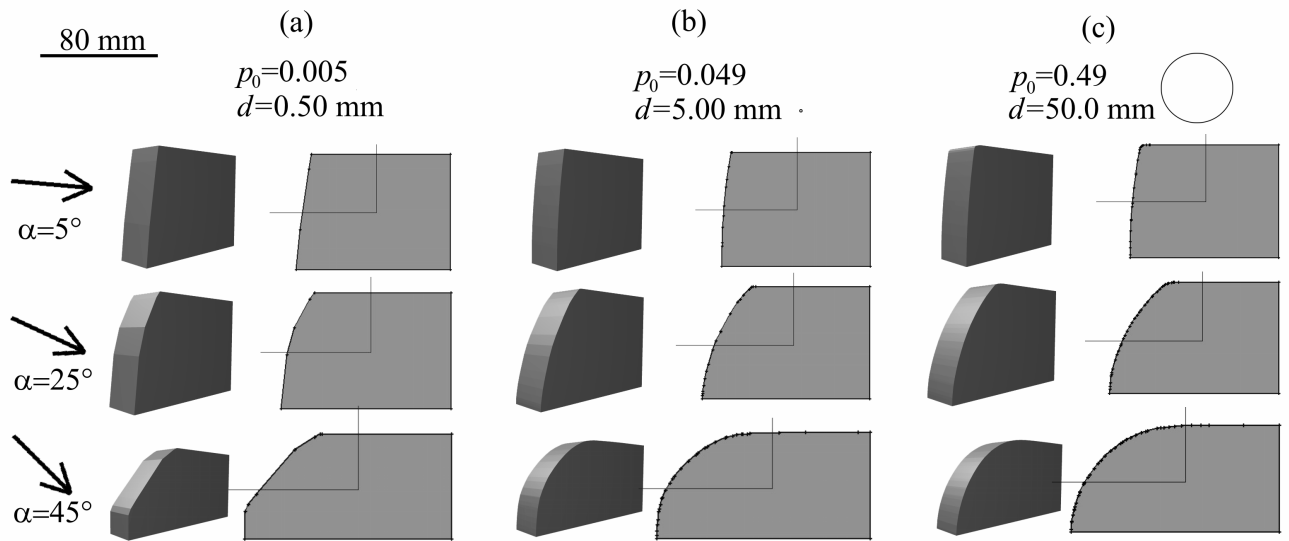 (a)
(b)
(c)
80 mm
p₀=0.005
d=0.50 mm
p₀=0.049
d=5.00 mm
p₀=0.49
d=50.0 mm
α=5°
α=25°
α=45°